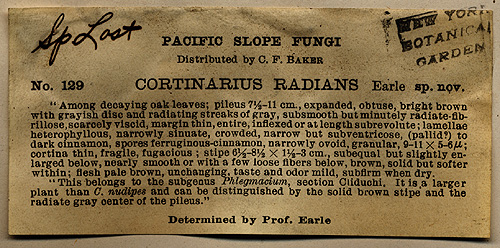 Sp Lost
NEW YORK
BOTANICAL
GARDEN
PACIFIC SLOPE FUNGI
Distributed by C. F. BAKER
No. 129 CORTINARIUS RADIANS Earle sp. nov.
"Among decaying oak leaves; pileus 7½-11 cm., expanded, obtuse, bright brown
with grayish disc and radiating streaks of gray, subsmooth but minutely radiate-fib-
rillose, scarcely viscid, margin thin, entire, inflexed or at length subrevolute; lamellae
heterophyllous, narrowly sinuate, crowded, narrow but subventricose, (pallid?) to
dark cinnamon, spores ferruginous-cinnamon, narrowly ovoid, granular, 9-11 × 5-6 μ;
cortina thin, fragile, fugacious; stipe 6½-8½ × 1½-3 cm., subequal but slightly en-
larged below, nearly smooth or with a few loose fibers below, brown, solid but softer
within; flesh pale brown, unchanging, taste and odor mild, subfirm when dry.
"This belongs to the subgenus Phlegmacium, section Cliduchi. It is a larger
plant than C. nudipes and can be distinguished by the solid brown stipe and the
radiate gray center of the pileus."
Determined by Prof. Earle